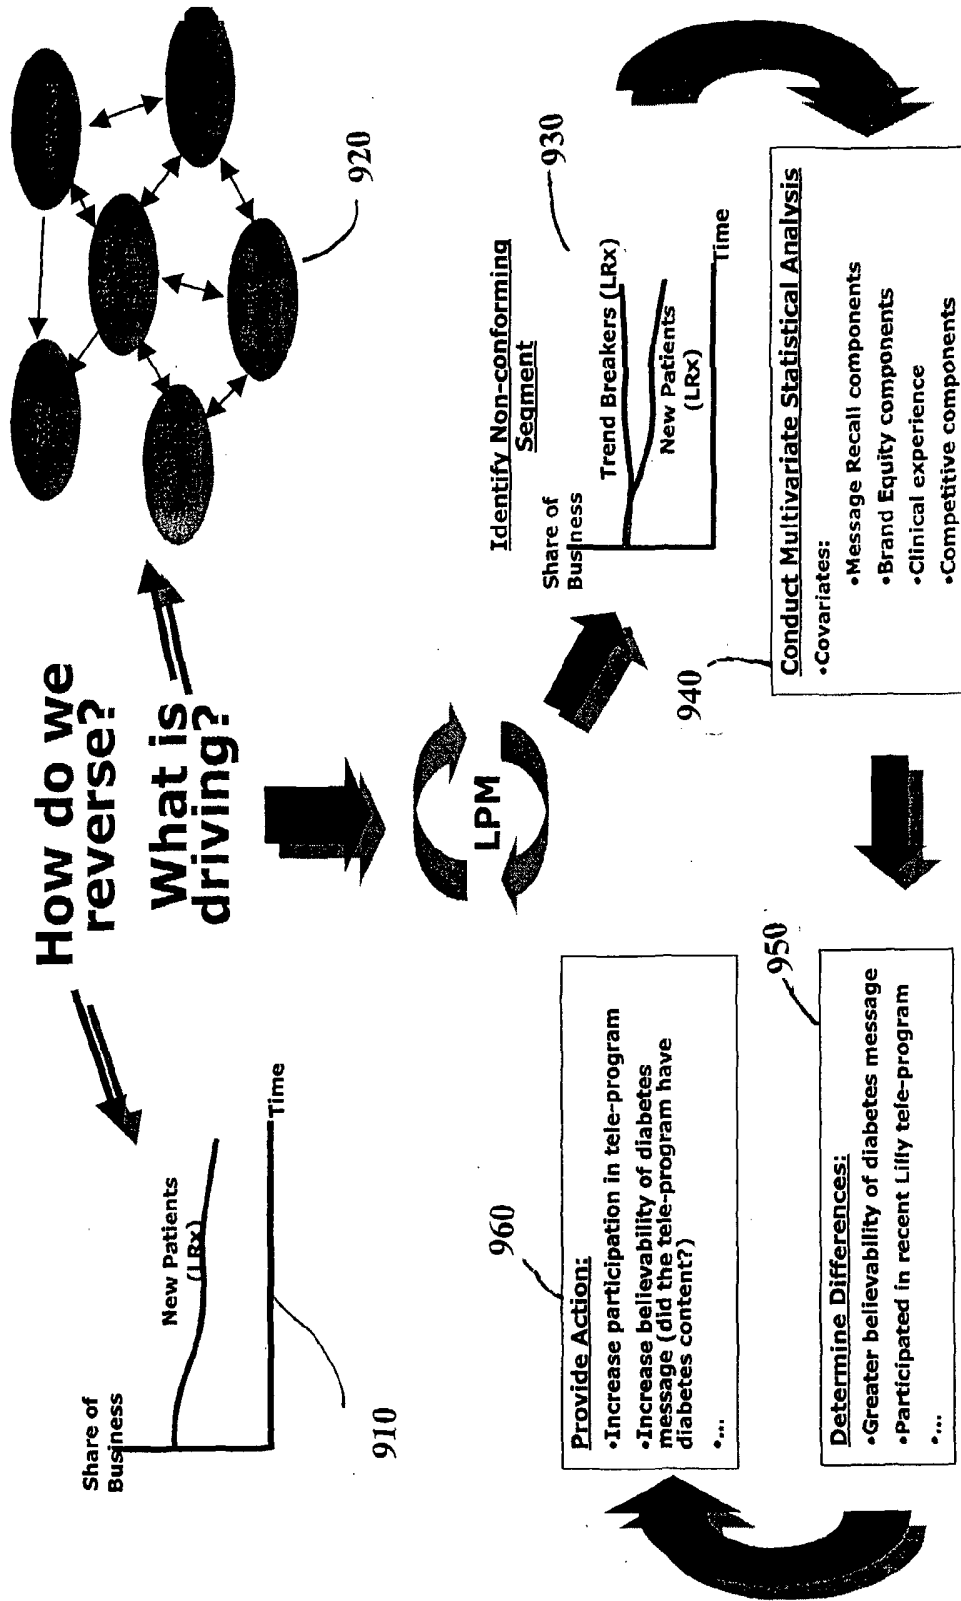 How do we
reverse?
What is
driving?
Share of
Business
New Patients
(LRx)
Time
910
920
LPM
Identify Non-conforming
Segment
Share of
Business
Trend Breakers (LRx)
New Patients
(LRx)
Time
930
940
Conduct Multivariate Statistical Analysis
•Covariates:
•Message Recall components
•Brand Equity components
•Clinical experience
•Competitive components
950
Determine Differences:
•Greater believability of diabetes message
•Participated in recent Lilly tele-program
•...
960
Provide Action:
•Increase participation in tele-program
•Increase believability of diabetes
message (did the tele-program have
diabetes content?)
•...